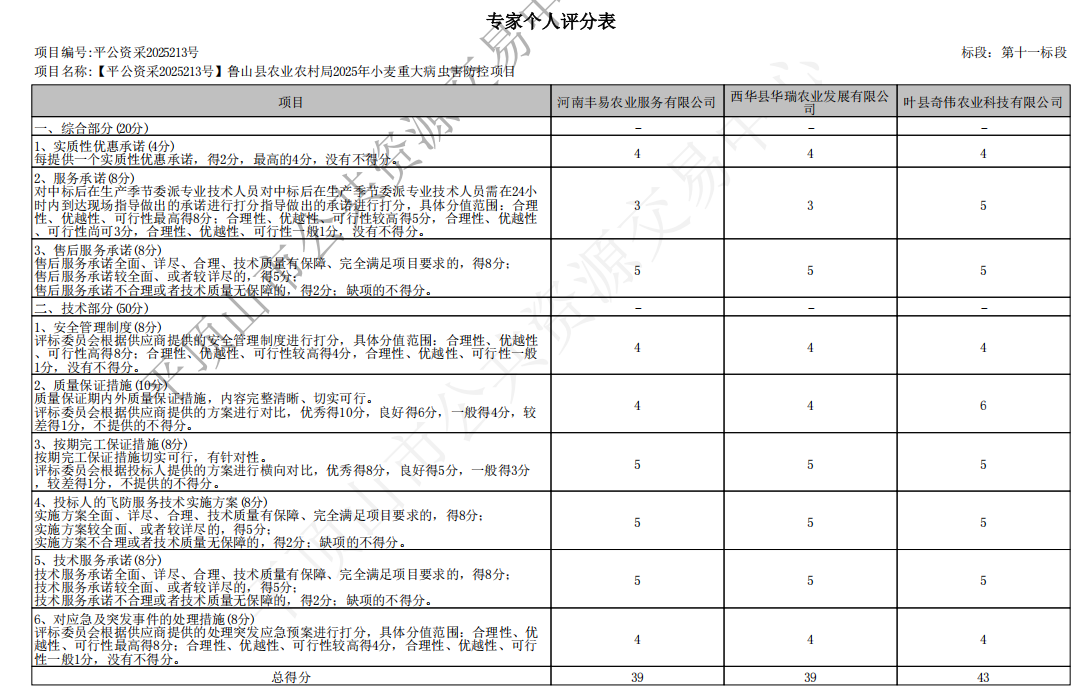 专家个人评分表
项目编号:平公资采2025213号
标段：第十一标段
项目名称:【平公资采2025213号】鲁山县农业农村局2025年小麦重大病虫害防控项目
项目 河南丰易农业服务有限公司 西华县华瑞农业发展有限公司 叶县奇伟农业科技有限公司
一、综合部分(20分) – – –
1、实质性优惠承诺(4分)
每提供一个实质性优惠承诺，得2分，最高的4分，没有不得分。
4 4 4
2、服务承诺(8分)
对中标后在生产季节委派专业技术人员对中标后在生产季节委派专业技术人员需在24小
时内到达现场指导做出的承诺进行打分指导做出的承诺进行打分，具体分值范围：合理
性、优越性、可行性最高得8分；合理性、优越性、可行性较高得5分，合理性、优越性
、可行性尚可3分，合理性、优越性、可行性一般1分，没有不得分。
3 3 5
3、售后服务承诺(8分)
售后服务承诺全面、详尽、合理、技术质量有保障、完全满足项目要求的，得8分；
售后服务承诺较全面、或者较详尽的，得5分；
售后服务承诺不合理或者技术质量无保障的，得2分；缺项的不得分。
5 5 5
二、技术部分(50分) – – –
1、安全管理制度(8分)
评标委员会根据供应商提供的安全管理制度进行打分，具体分值范围：合理性、优越性
、可行性高得8分；合理性、优越性、可行性较高得4分，合理性、优越性、可行性一般
1分，没有不得分。
4 4 4
2、质量保证措施(10分)
质量保证期内外质量保证措施，内容完整清晰、切实可行。
评标委员会根据供应商提供的方案进行对比，优秀得10分，良好得6分，一般得4分，较
差得1分，不提供的不得分。
4 4 6
3、按期完工保证措施(8分)
按期完工保证措施切实可行，有针对性。
评标委员会根据投标人提供的方案进行横向对比，优秀得8分，良好得5分，一般得3分
，较差得1分，不提供的不得分。
5 5 5
4、投标人的飞防服务技术实施方案(8分)
实施方案全面、详尽、合理、技术质量有保障、完全满足项目要求的，得8分；
实施方案较全面、或者较详尽的，得5分；
实施方案不合理或者技术质量无保障的，得2分；缺项的不得分。
5 5 5
5、技术服务承诺(8分)
技术服务承诺全面、详尽、合理、技术质量有保障、完全满足项目要求的，得8分；
技术服务承诺较全面、或者较详尽的，得5分；
技术服务承诺不合理或者技术质量无保障的，得2分；缺项的不得分。
5 5 5
6、对应急及突发事件的处理措施(8分)
评标委员会根据供应商提供的处理突发应急预案进行打分，具体分值范围：合理性、优
越性、可行性最高得8分；合理性、优越性、可行性较高得4分，合理性、优越性、可行
性一般1分，没有不得分。
4 4 4
总得分 39 39 43
平顶山市公共资源交易中
平顶山市公共资源交易中心